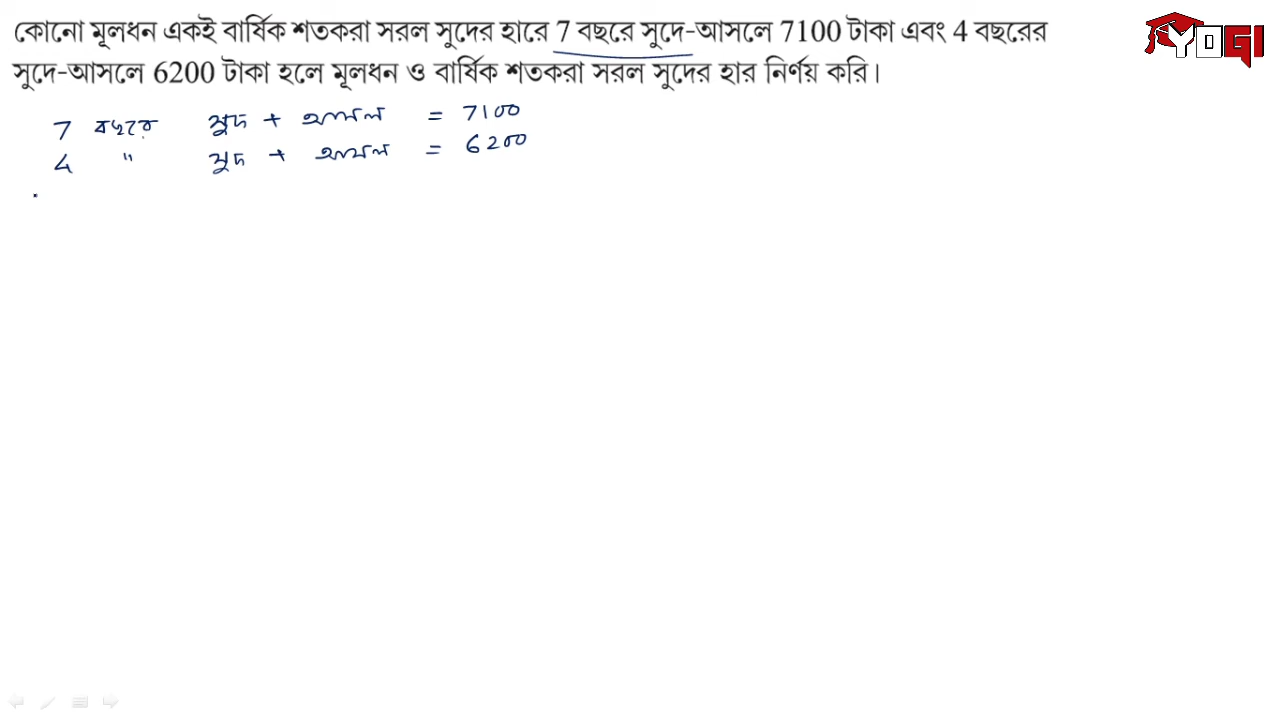 কোনো মূলধন একই বার্ষিক শতকরা সরল সুদের হারে 7 বছরে সুদে-আসলে 7100 টাকা এবং 4 বছরের
সুদে-আসলে 6200 টাকা হলে মূলধন ও বার্ষিক শতকরা সরল সুদের হার নির্ণয় করি।
YOGI
7 বছরে সুদ + আসল = 7100
4 " সুদ + আসল = 6200